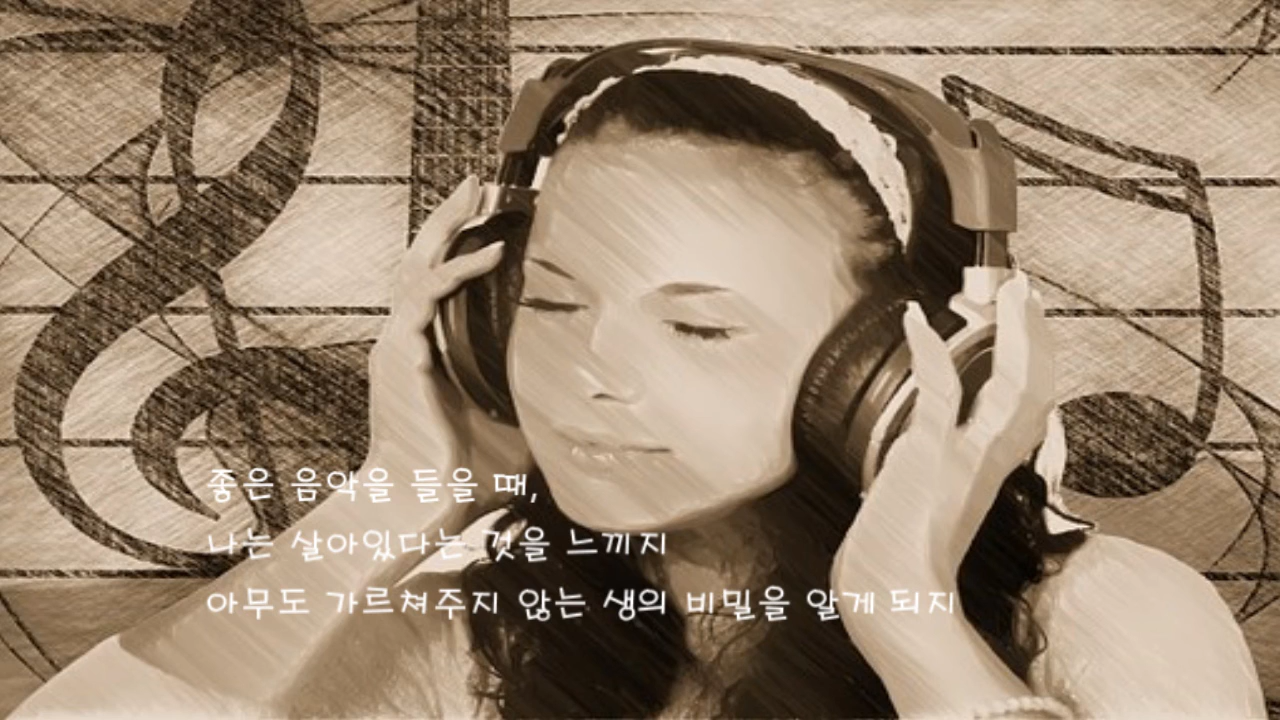 좋은 음악을 들을 때,
나는 살아있다는 것을 느끼지
아무도 가르쳐주지 않는 생의 비밀을 알게 되지